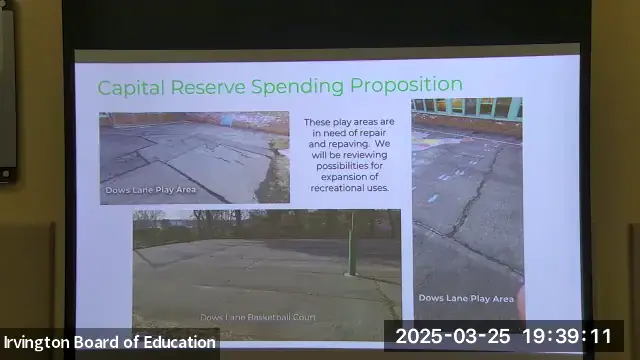 Capital Reserve Spending Proposition
These play areas are
in need of repair
and repaving. We
will be reviewing
possibilities for
expansion of
recreational uses.
Dows Lane Play Area
Dows Lane Basketball Court
Dows Lane Play Area
Irvington Board of Education
2025-03-25 19:39:11